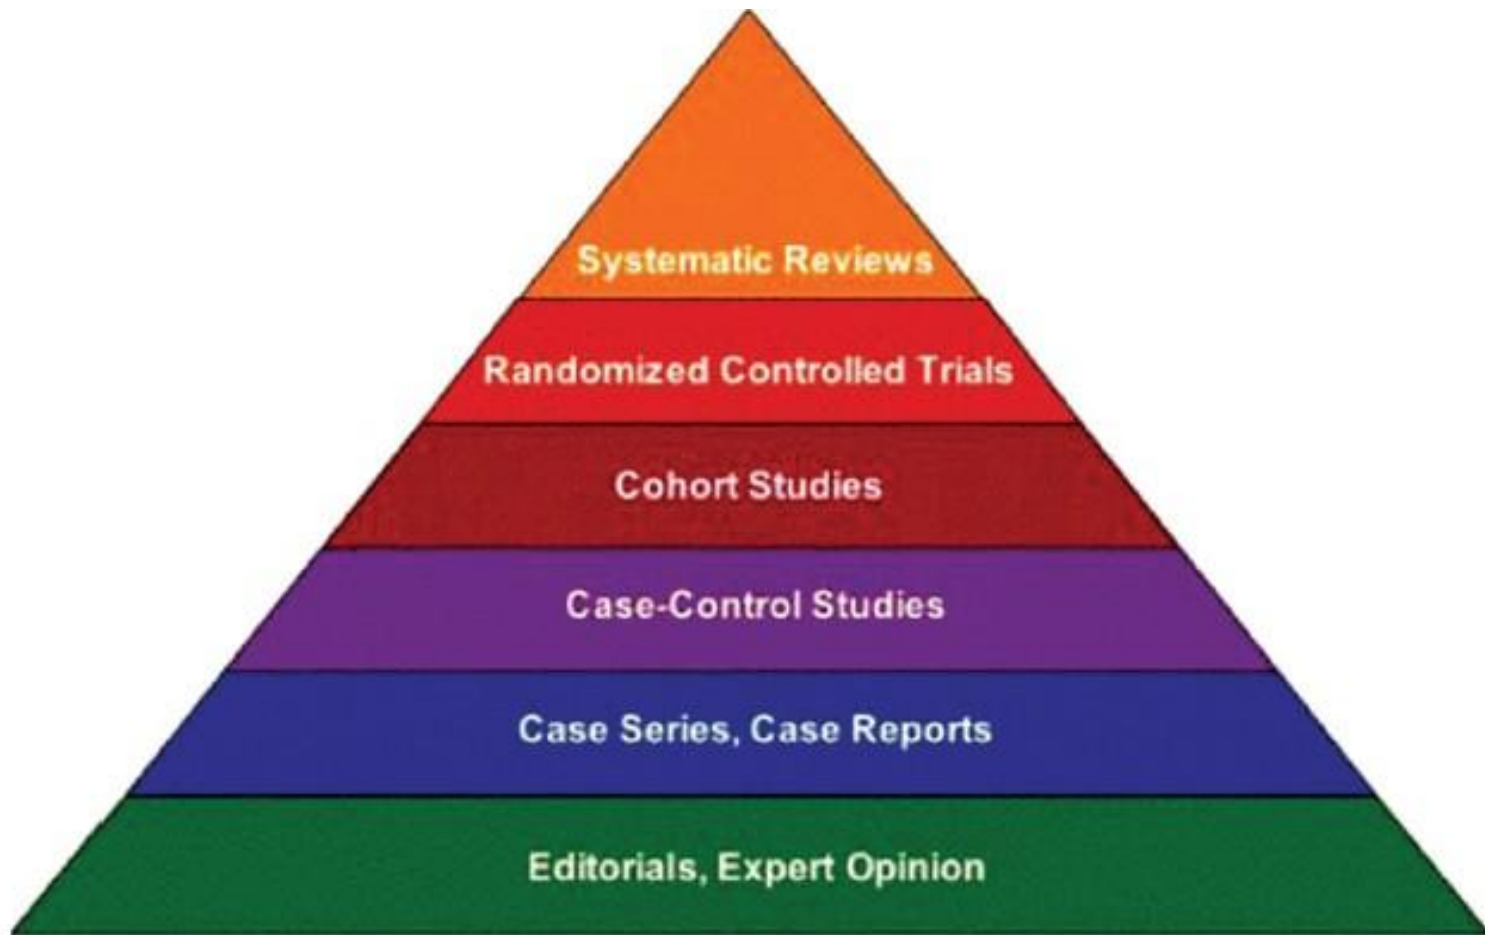 Systematic Reviews
Randomized Controlled Trials
Cohort Studies
Case-Control Studies
Case Series, Case Reports
Editorials, Expert Opinion